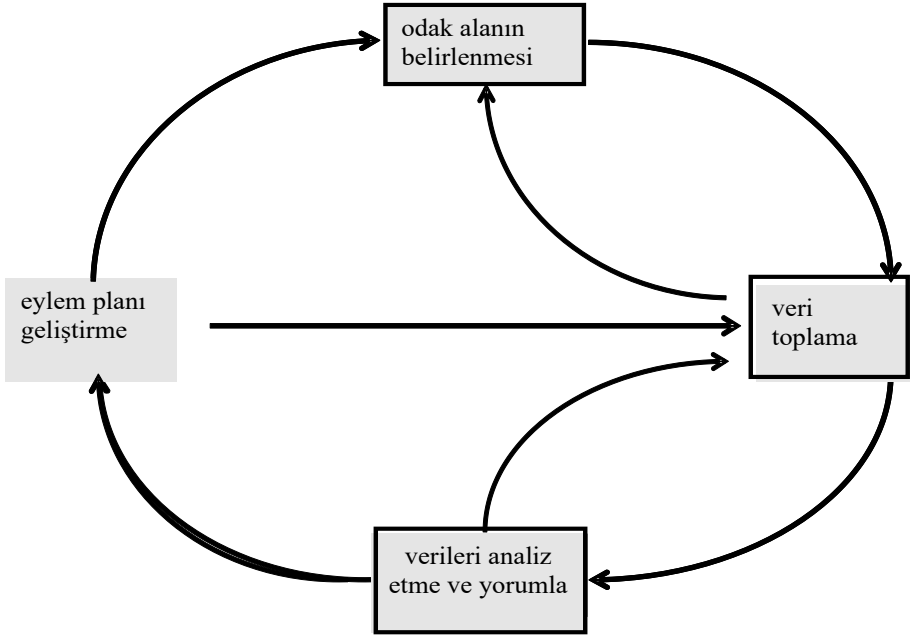 odak alanın
belirlenmesi
eylem planı
geliştirme
veri
toplama
verileri analiz
etme ve yorumla